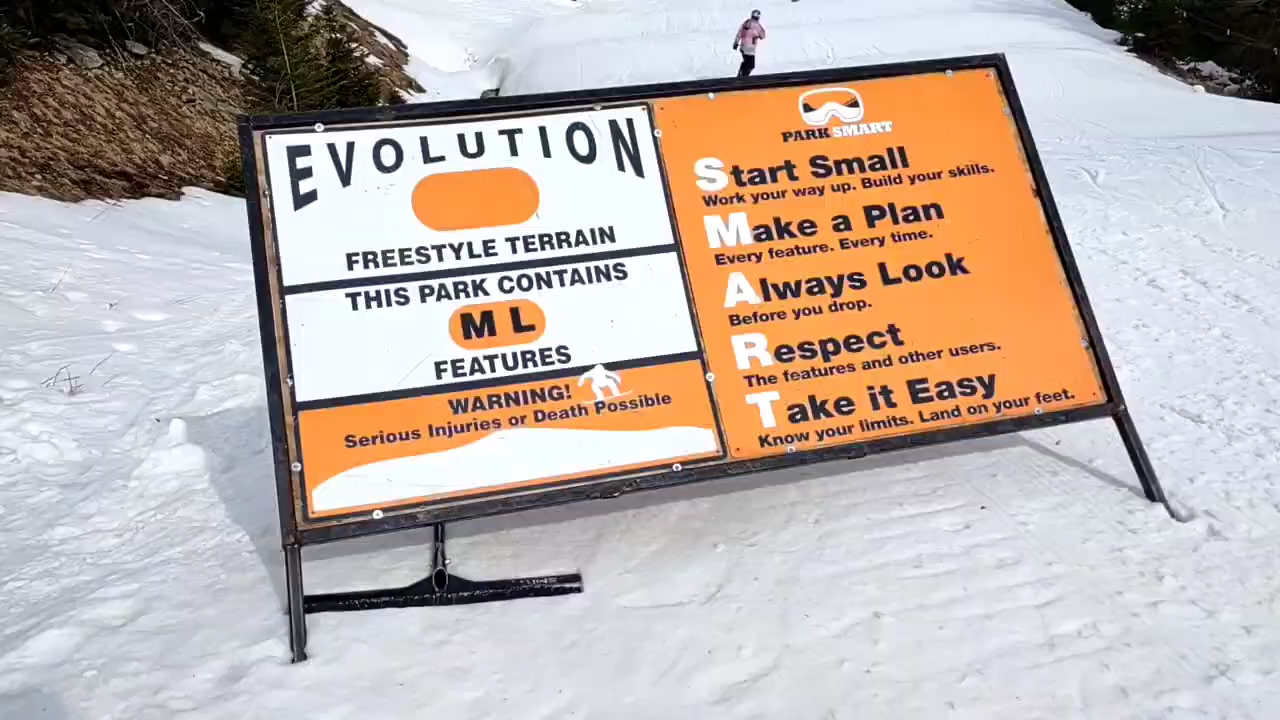 EVOLUTION
FREESTYLE TERRAIN
THIS PARK CONTAINS
M L
FEATURES
WARNING!
Serious Injuries or Death Possible
PARK SMART
Start Small
Work your way up. Build your skills.
Make a Plan
Every feature. Every time.
Always Look
Before you drop.
Respect
The features and other users.
Take it Easy
Know your limits. Land on your feet.